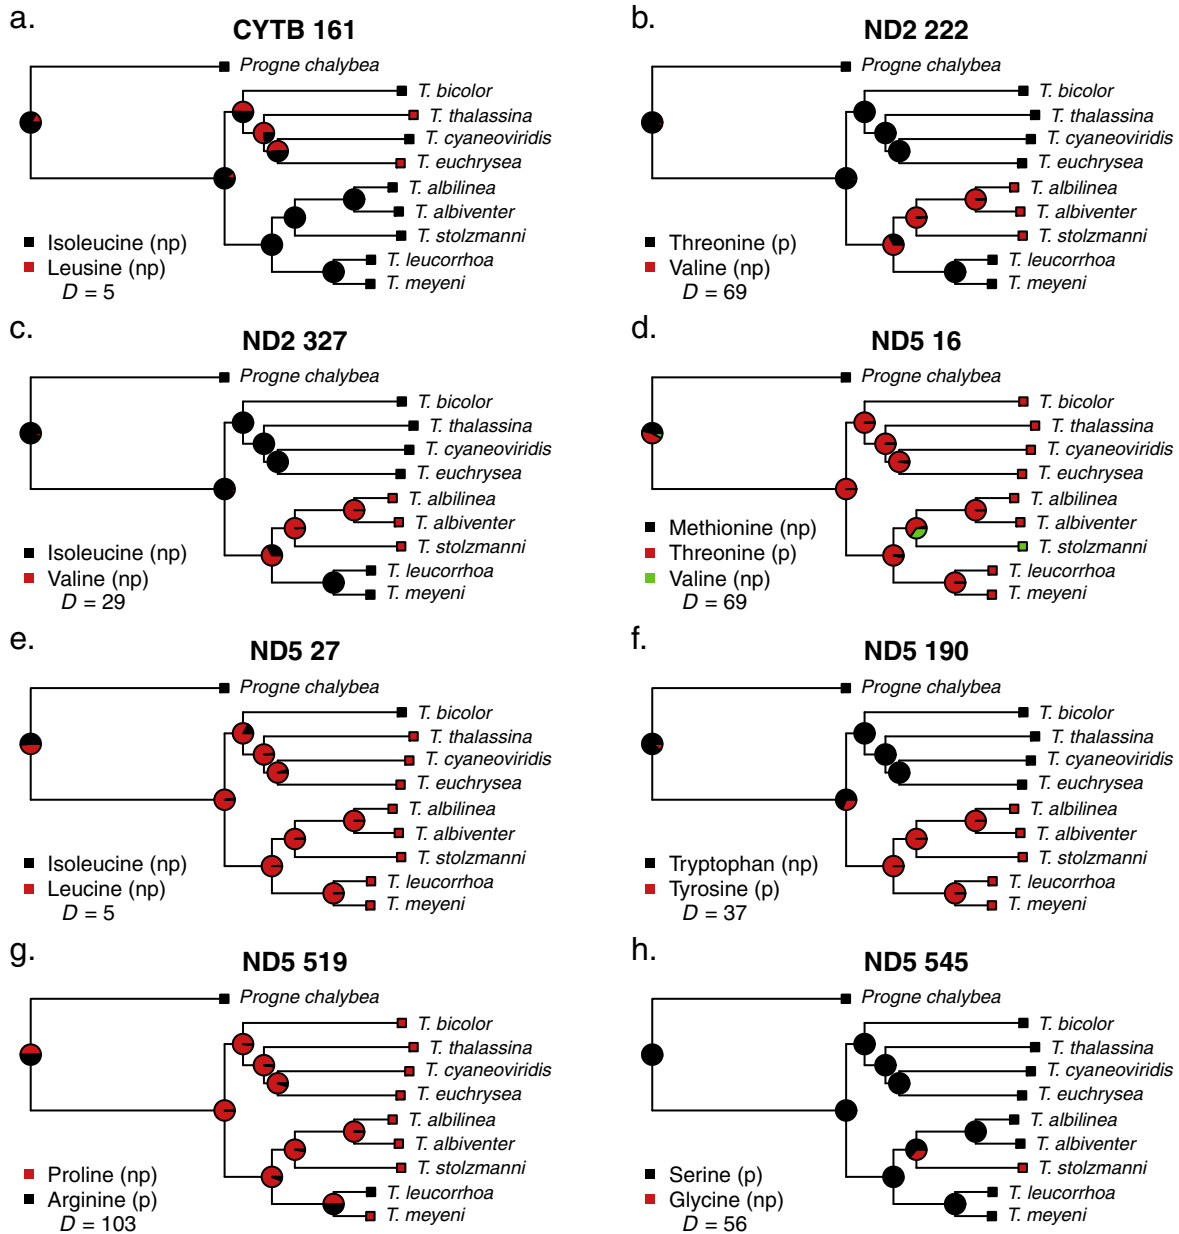 a.
CYTB 161
Progne chalybea
T. bicolor
T. thalassina
T. cyaneoviridis
T. euchrysea
T. albilinea
T. albiventer
T. stolzmanni
T. leucorrhoa
T. meyeni
Isoleucine (np)
Leusine (np)
D = 5
b.
ND2 222
Progne chalybea
T. bicolor
T. thalassina
T. cyaneoviridis
T. euchrysea
T. albilinea
T. albiventer
T. stolzmanni
T. leucorrhoa
T. meyeni
Threonine (p)
Valine (np)
D = 69
c.
ND2 327
Progne chalybea
T. bicolor
T. thalassina
T. cyaneoviridis
T. euchrysea
T. albilinea
T. albiventer
T. stolzmanni
T. leucorrhoa
T. meyeni
Isoleucine (np)
Valine (np)
D = 29
d.
ND5 16
Progne chalybea
T. bicolor
T. thalassina
T. cyaneoviridis
T. euchrysea
T. albilinea
T. albiventer
T. stolzmanni
T. leucorrhoa
T. meyeni
Methionine (np)
Threonine (p)
Valine (np)
D = 69
e.
ND5 27
Progne chalybea
T. bicolor
T. thalassina
T. cyaneoviridis
T. euchrysea
T. albilinea
T. albiventer
T. stolzmanni
T. leucorrhoa
T. meyeni
Isoleucine (np)
Leucine (np)
D = 5
f.
ND5 190
Progne chalybea
T. bicolor
T. thalassina
T. cyaneoviridis
T. euchrysea
T. albilinea
T. albiventer
T. stolzmanni
T. leucorrhoa
T. meyeni
Tryptophan (np)
Tyrosine (p)
D = 37
g.
ND5 519
Progne chalybea
T. bicolor
T. thalassina
T. cyaneoviridis
T. euchrysea
T. albilinea
T. albiventer
T. stolzmanni
T. leucorrhoa
T. meyeni
Proline (np)
Arginine (p)
D = 103
h.
ND5 545
Progne chalybea
T. bicolor
T. thalassina
T. cyaneoviridis
T. euchrysea
T. albilinea
T. albiventer
T. stolzmanni
T. leucorrhoa
T. meyeni
Serine (p)
Glycine (np)
D = 56